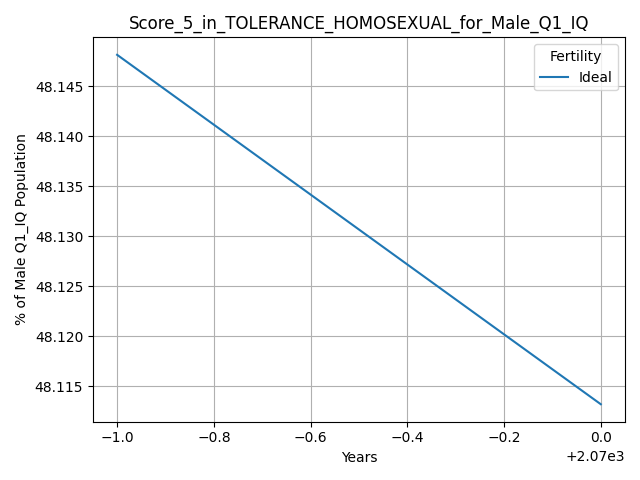 Score_5_in_TOLERANCE_HOMOSEXUAL_for_Male_Q1_IQ
Fertility
Ideal
% of Male Q1_IQ Population
48.145
48.140
48.135
48.130
48.125
48.120
48.115
−1.0 −0.8 −0.6 −0.4 −0.2 0.0
Years
+2.07e3